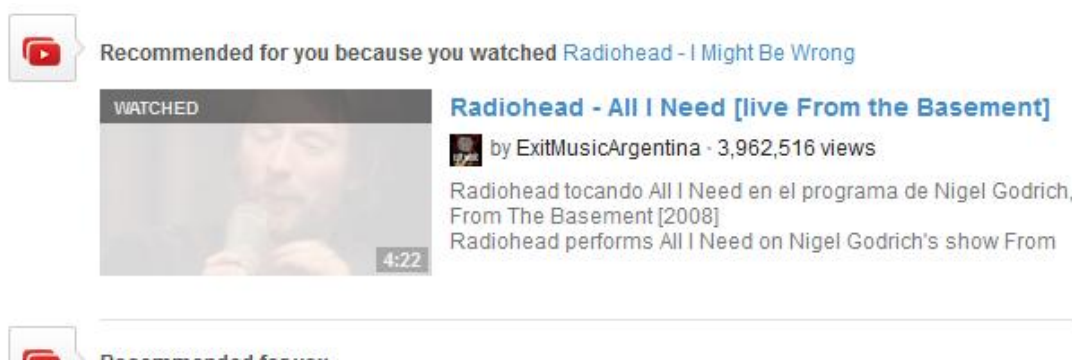 Recommended for you because you watched Radiohead - I Might Be Wrong
WATCHED
4:22
Radiohead - All I Need [live From the Basement]
by ExitMusicArgentina · 3,962,516 views
Radiohead tocando All I Need en el programa de Nigel Godrich,
From The Basement [2008]
Radiohead performs All I Need on Nigel Godrich's show From
Recommended for you